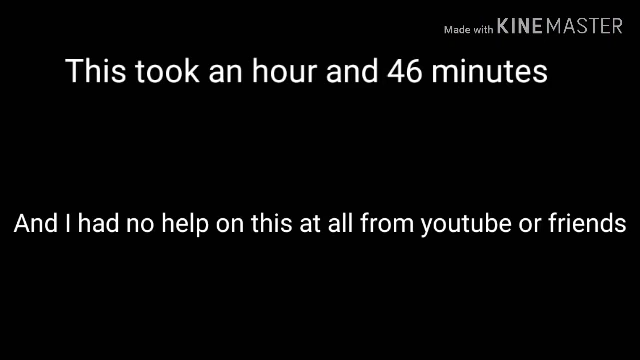 Made with KINEMASTER
This took an hour and 46 minutes
And I had no help on this at all from youtube or friends